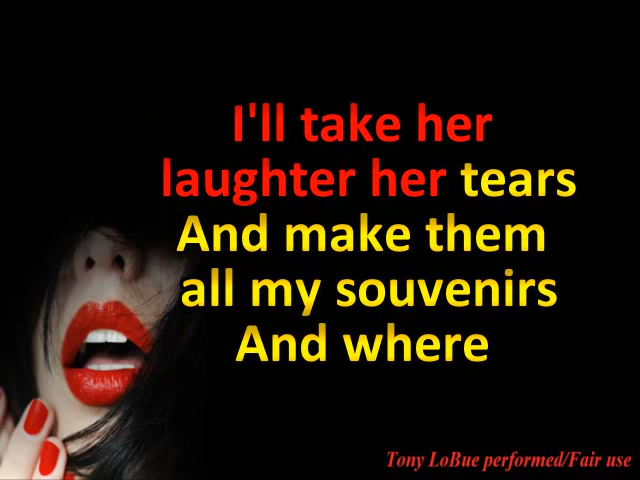 I'll take her
laughter her tears
And make them
all my souvenirs
And where
Tony LoBue performed/Fair use